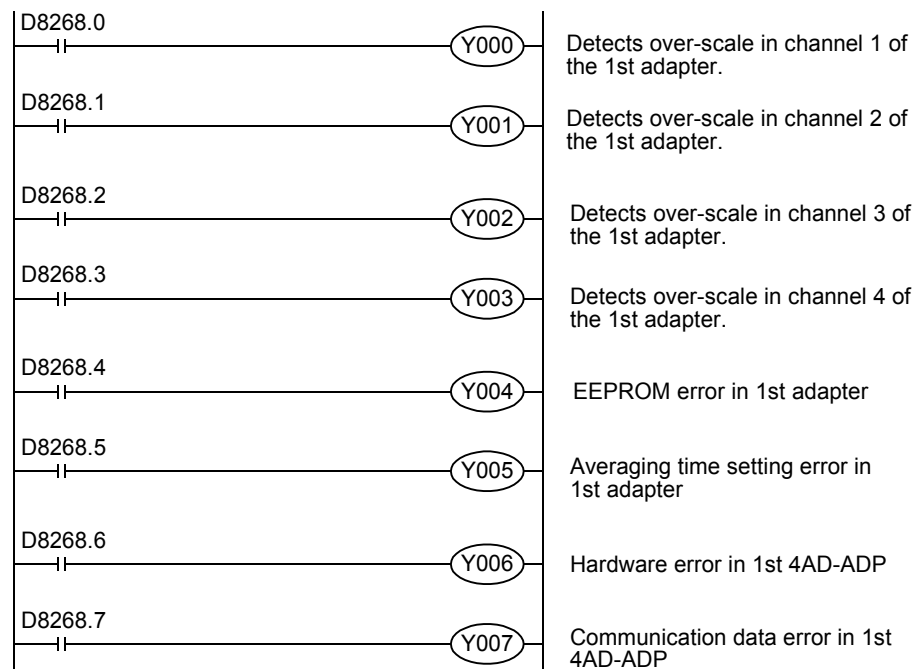 D8268.0
Y000
Detects over-scale in channel 1 of
the 1st adapter.
D8268.1
Y001
Detects over-scale in channel 2 of
the 1st adapter.
D8268.2
Y002
Detects over-scale in channel 3 of
the 1st adapter.
D8268.3
Y003
Detects over-scale in channel 4 of
the 1st adapter.
D8268.4
Y004
EEPROM error in 1st adapter
D8268.5
Y005
Averaging time setting error in
1st adapter
D8268.6
Y006
Hardware error in 1st 4AD-ADP
D8268.7
Y007
Communication data error in 1st
4AD-ADP